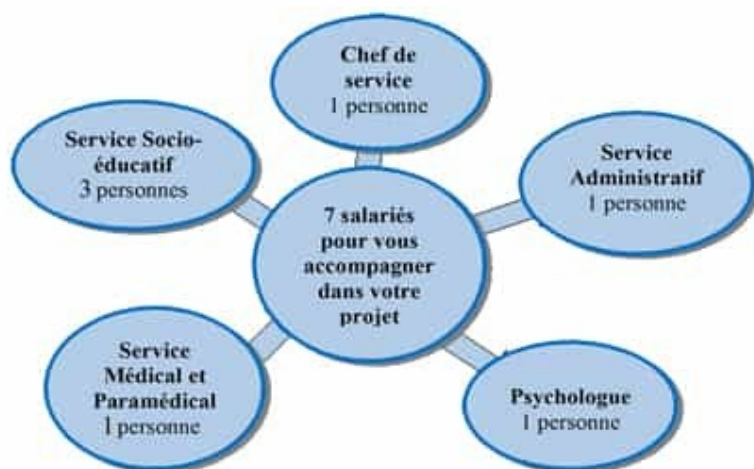 Chef de
service
1 personne
Service Socio-
éducatif
3 personnes
Service
Administratif
1 personne
7 salariés
pour vous
accompagner
dans votre
projet
Service
Médical et
Paramédical
1 personne
Psychologue
1 personne